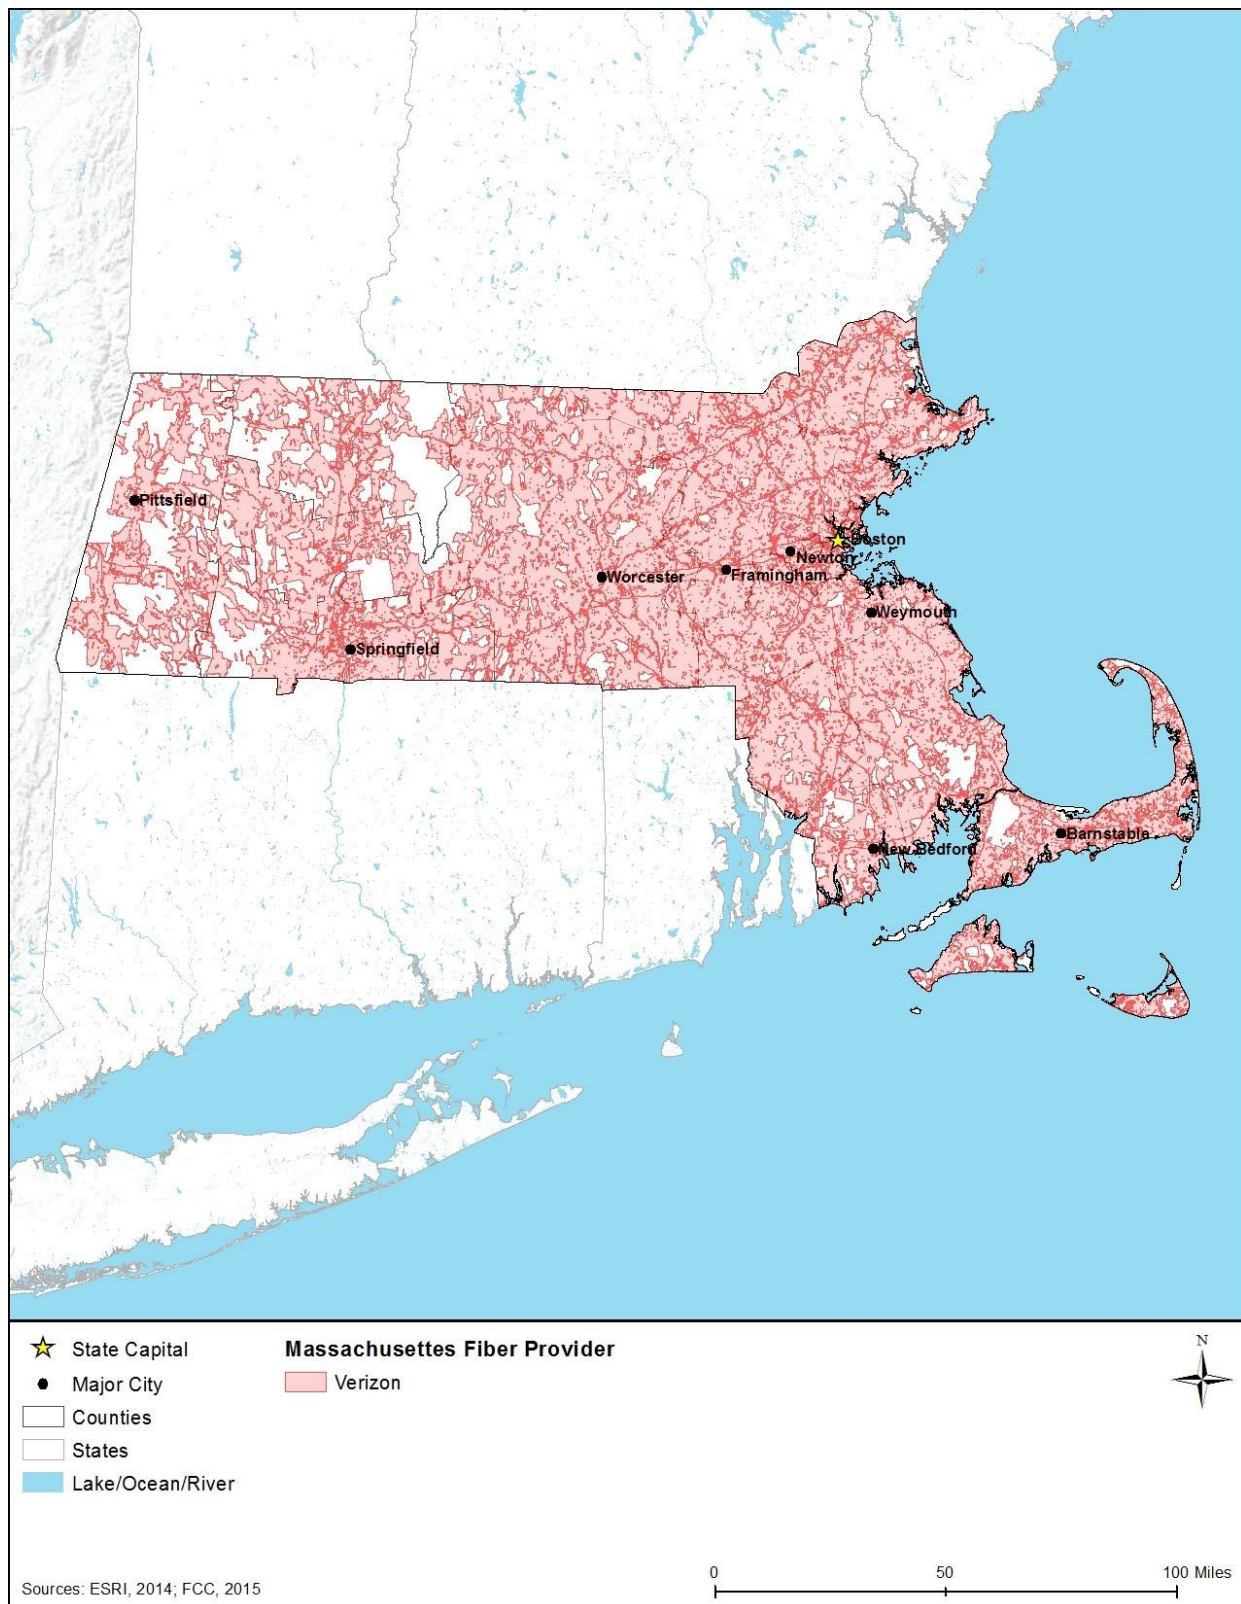 Pittsfield
Boston
Newton
Worcester
Framingham
Weymouth
Springfield
Barnstable
New Bedford
State Capital
Major City
Counties
States
Lake/Ocean/River
Massachusettes Fiber Provider
Verizon
N
Sources: ESRI, 2014; FCC, 2015
0 50 100 Miles